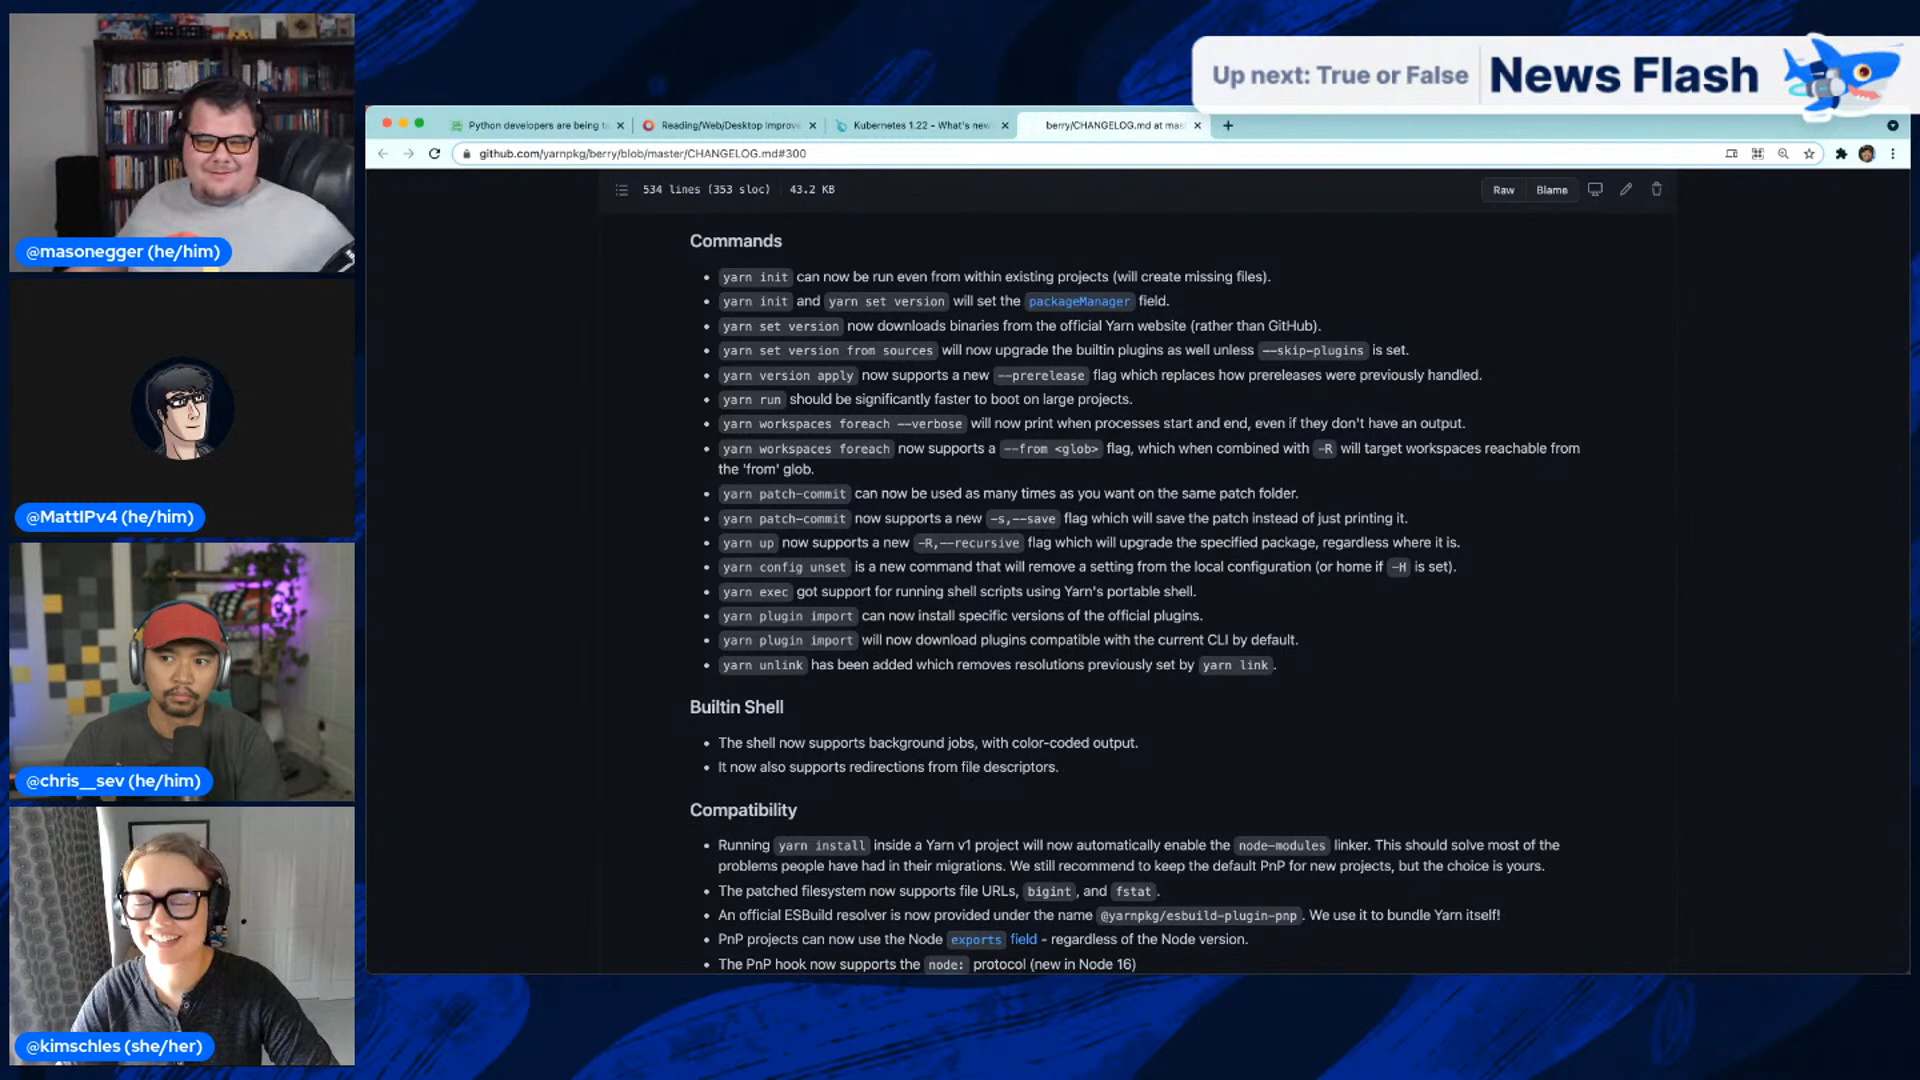 Up next: True or False
News Flash
Python developers are being ta
Reading/Web/Desktop Improve
Kubernetes 1.22 - What's new
berry/CHANGELOG.md at mas
github.com/yarnpkg/berry/blob/master/CHANGELOG.md#300
534 lines (353 sloc) 43.2 KB
Raw
Blame
Commands
yarn init can now be run even from within existing projects (will create missing files).
yarn init and yarn set version will set the packageManager field.
yarn set version now downloads binaries from the official Yarn website (rather than GitHub).
yarn set version from sources will now upgrade the builtin plugins as well unless --skip-plugins is set.
yarn version apply now supports a new --prerelease flag which replaces how prereleases were previously handled.
yarn run should be significantly faster to boot on large projects.
yarn workspaces foreach --verbose will now print when processes start and end, even if they don't have an output.
yarn workspaces foreach now supports a --from <glob> flag, which when combined with -R will target workspaces reachable from
the 'from' glob.
yarn patch-commit can now be used as many times as you want on the same patch folder.
yarn patch-commit now supports a new -s,--save flag which will save the patch instead of just printing it.
yarn up now supports a new -R,--recursive flag which will upgrade the specified package, regardless where it is.
yarn config unset is a new command that will remove a setting from the local configuration (or home if -H is set).
yarn exec got support for running shell scripts using Yarn's portable shell.
yarn plugin import can now install specific versions of the official plugins.
yarn plugin import will now download plugins compatible with the current CLI by default.
yarn unlink has been added which removes resolutions previously set by yarn link.
Builtin Shell
The shell now supports background jobs, with color-coded output.
It now also supports redirections from file descriptors.
Compatibility
Running yarn install inside a Yarn v1 project will now automatically enable the node-modules linker. This should solve most of the
problems people have had in their migrations. We still recommend to keep the default PnP for new projects, but the choice is yours.
The patched filesystem now supports file URLs, bigint, and fstat.
An official ESBuild resolver is now provided under the name @yarnpkg/esbuild-plugin-pnp. We use it to bundle Yarn itself!
PnP projects can now use the Node exports field - regardless of the Node version.
The PnP hook now supports the node: protocol (new in Node 16)
@masonegger (he/him)
@MattIPv4 (he/him)
@chris__sev (he/him)
@kimschles (she/her)